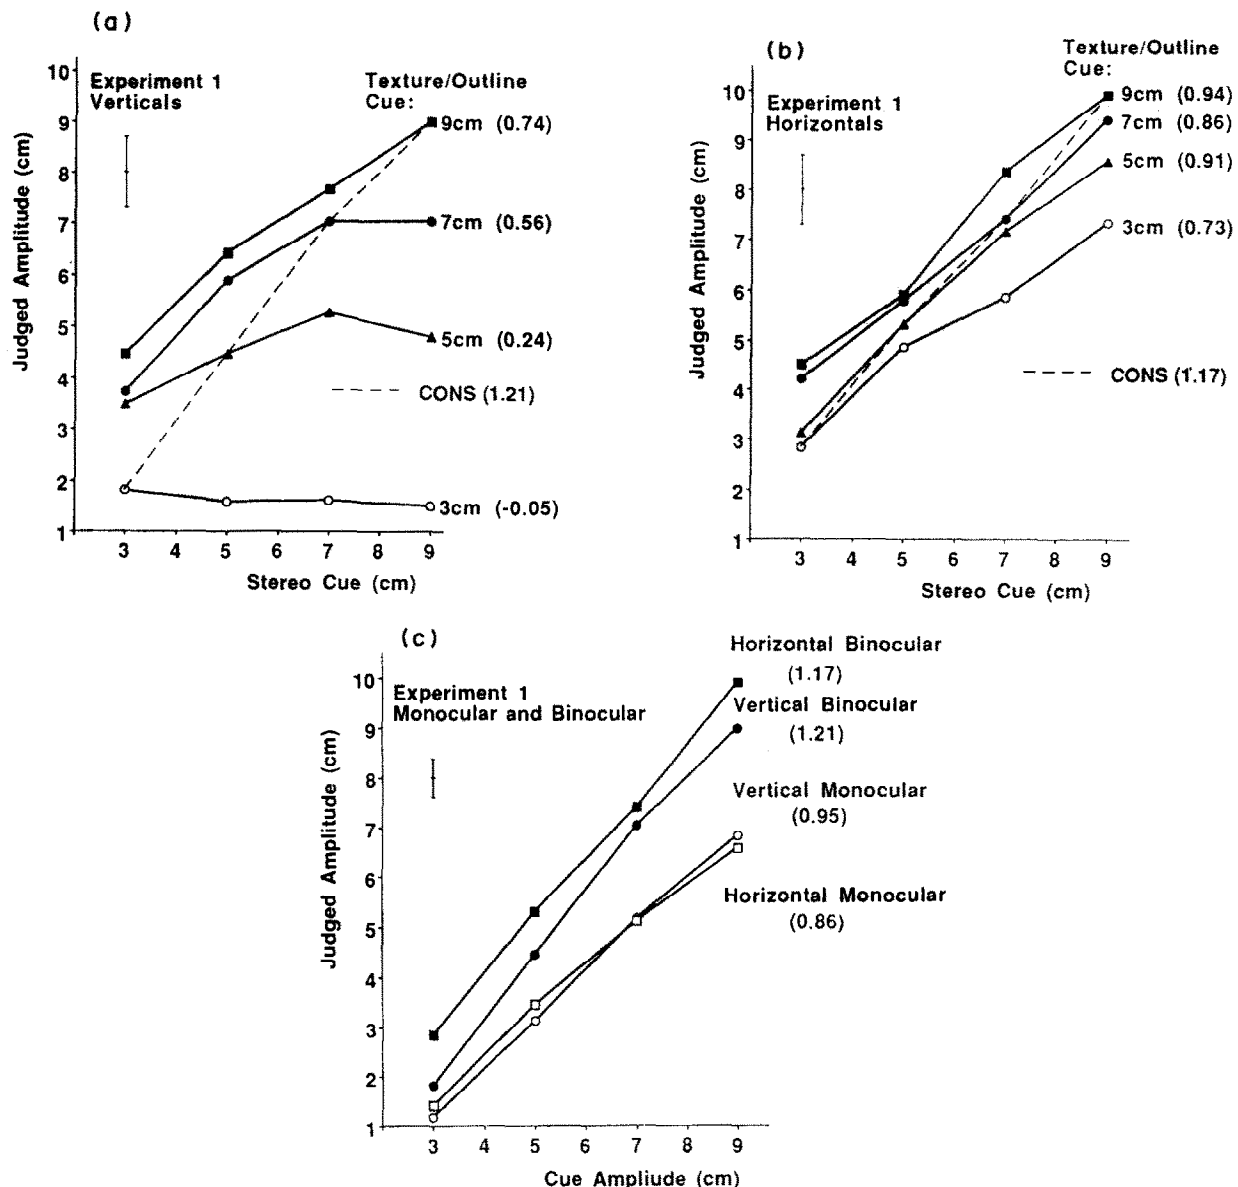 (a)
Experiment 1
Verticals
Texture/Outline
Cue:
9cm (0.74)
7cm (0.56)
5cm (0.24)
CONS (1.21)
3cm (-0.05)
Judged Amplitude (cm)
10
9
8
7
6
5
4
3
2
1
3 4 5 6 7 8 9
Stereo Cue (cm)
(b)
Experiment 1
Horizontals
Texture/Outline
Cue:
9cm (0.94)
7cm (0.86)
5cm (0.91)
3cm (0.73)
CONS (1.17)
Judged Amplitude (cm)
10
9
8
7
6
5
4
3
2
1
3 4 5 6 7 8 9
Stereo Cue (cm)
(c)
Experiment 1
Monocular and Binocular
Horizontal Binocular
(1.17)
Vertical Binocular
(1.21)
Vertical Monocular
(0.95)
Horizontal Monocular
(0.86)
Judged Amplitude (cm)
10
9
8
7
6
5
4
3
2
1
3 4 5 6 7 8 9
Cue Ampliude (cm)